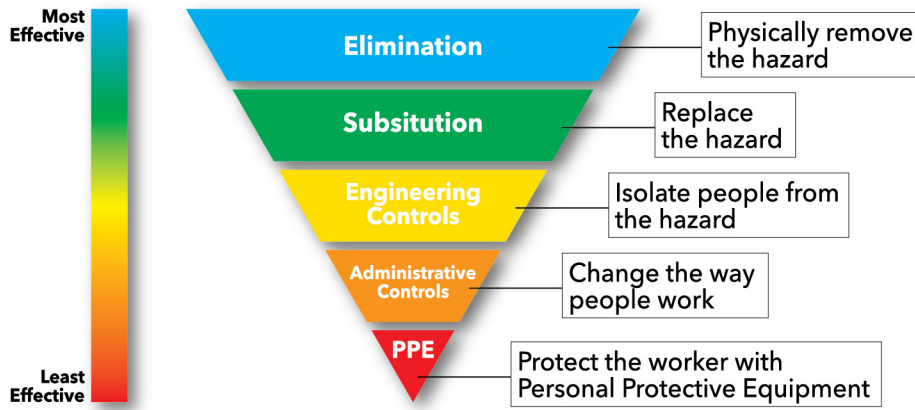 Most
Effective
Elimination
Physically remove
the hazard
Subsitution
Replace
the hazard
Engineering
Controls
Isolate people from
the hazard
Administrative
Controls
Change the way
people work
PPE
Protect the worker with
Personal Protective Equipment
Least
Effective